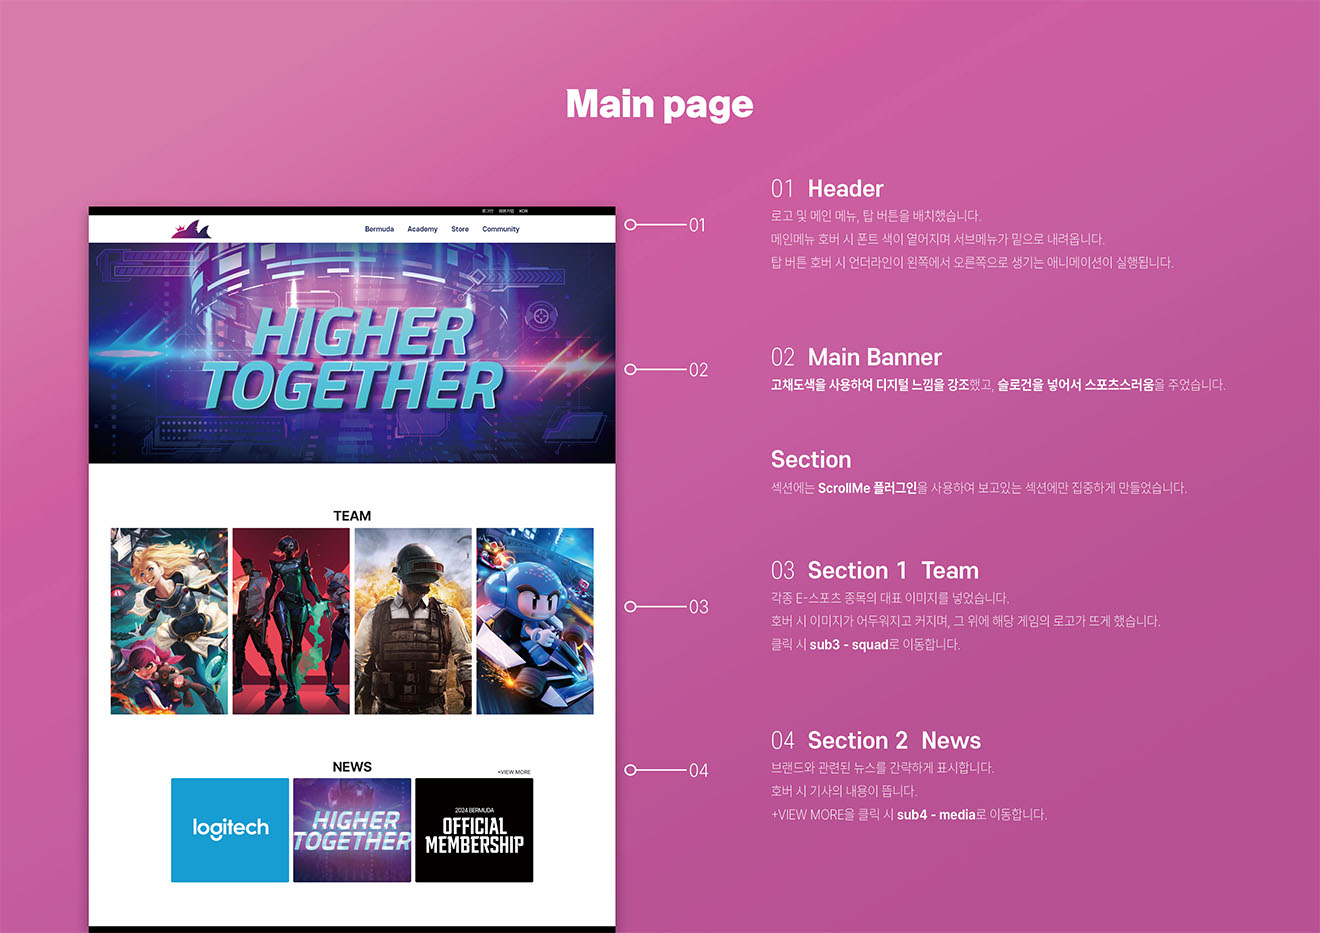 Main page
로그인 회원가입 KOR
Bermuda Academy Store Community
HIGHER
TOGETHER
TEAM
NEWS
+VIEW MORE
logitech
HIGHER
TOGETHER
2024 BERMUDA
OFFICIAL
MEMBERSHIP
01
02
03
04
01 Header
로고 및 메인 메뉴, 탑 버튼을 배치했습니다.
메인메뉴 호버 시 폰트 색이 옅어지며 서브메뉴가 밑으로 내려옵니다.
탑 버튼 호버 시 언더라인이 왼쪽에서 오른쪽으로 생기는 애니메이션이 실행됩니다.
02 Main Banner
고채도색을 사용하여 디지털 느낌을 강조했고, 슬로건을 넣어서 스포츠스러움을 주었습니다.
Section
섹션에는 ScrollMe 플러그인을 사용하여 보고있는 섹션에만 집중하게 만들었습니다.
03 Section 1 Team
각종 E-스포츠 종목의 대표 이미지를 넣었습니다.
호버 시 이미지가 어두워지고 커지며, 그 위에 해당 게임의 로고가 뜨게 했습니다.
클릭 시 sub3 - squad로 이동합니다.
04 Section 2 News
브랜드와 관련된 뉴스를 간략하게 표시합니다.
호버 시 기사의 내용이 뜹니다.
+VIEW MORE을 클릭 시 sub4 - media로 이동합니다.